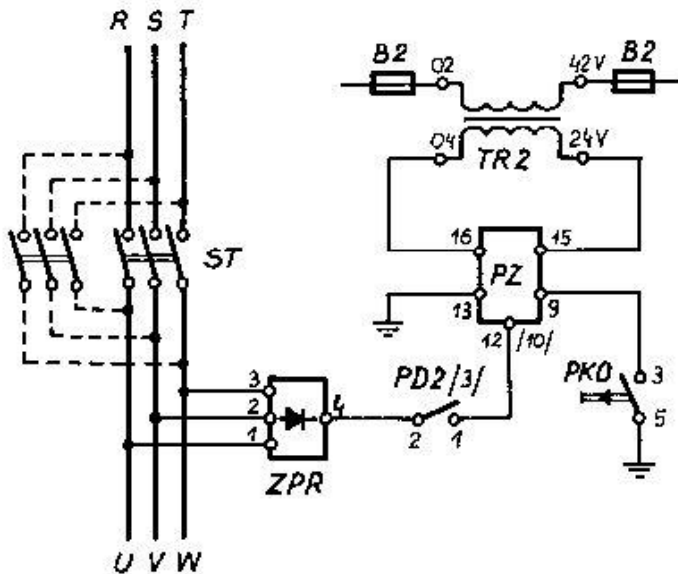 R S T
B2 02 42V B2
04 TR2 24V
ST
16 PZ 15
13 9
12 /10/
3 PD2/3/ PKO 3
2 4
1 2 1 5
ZPR
U V W